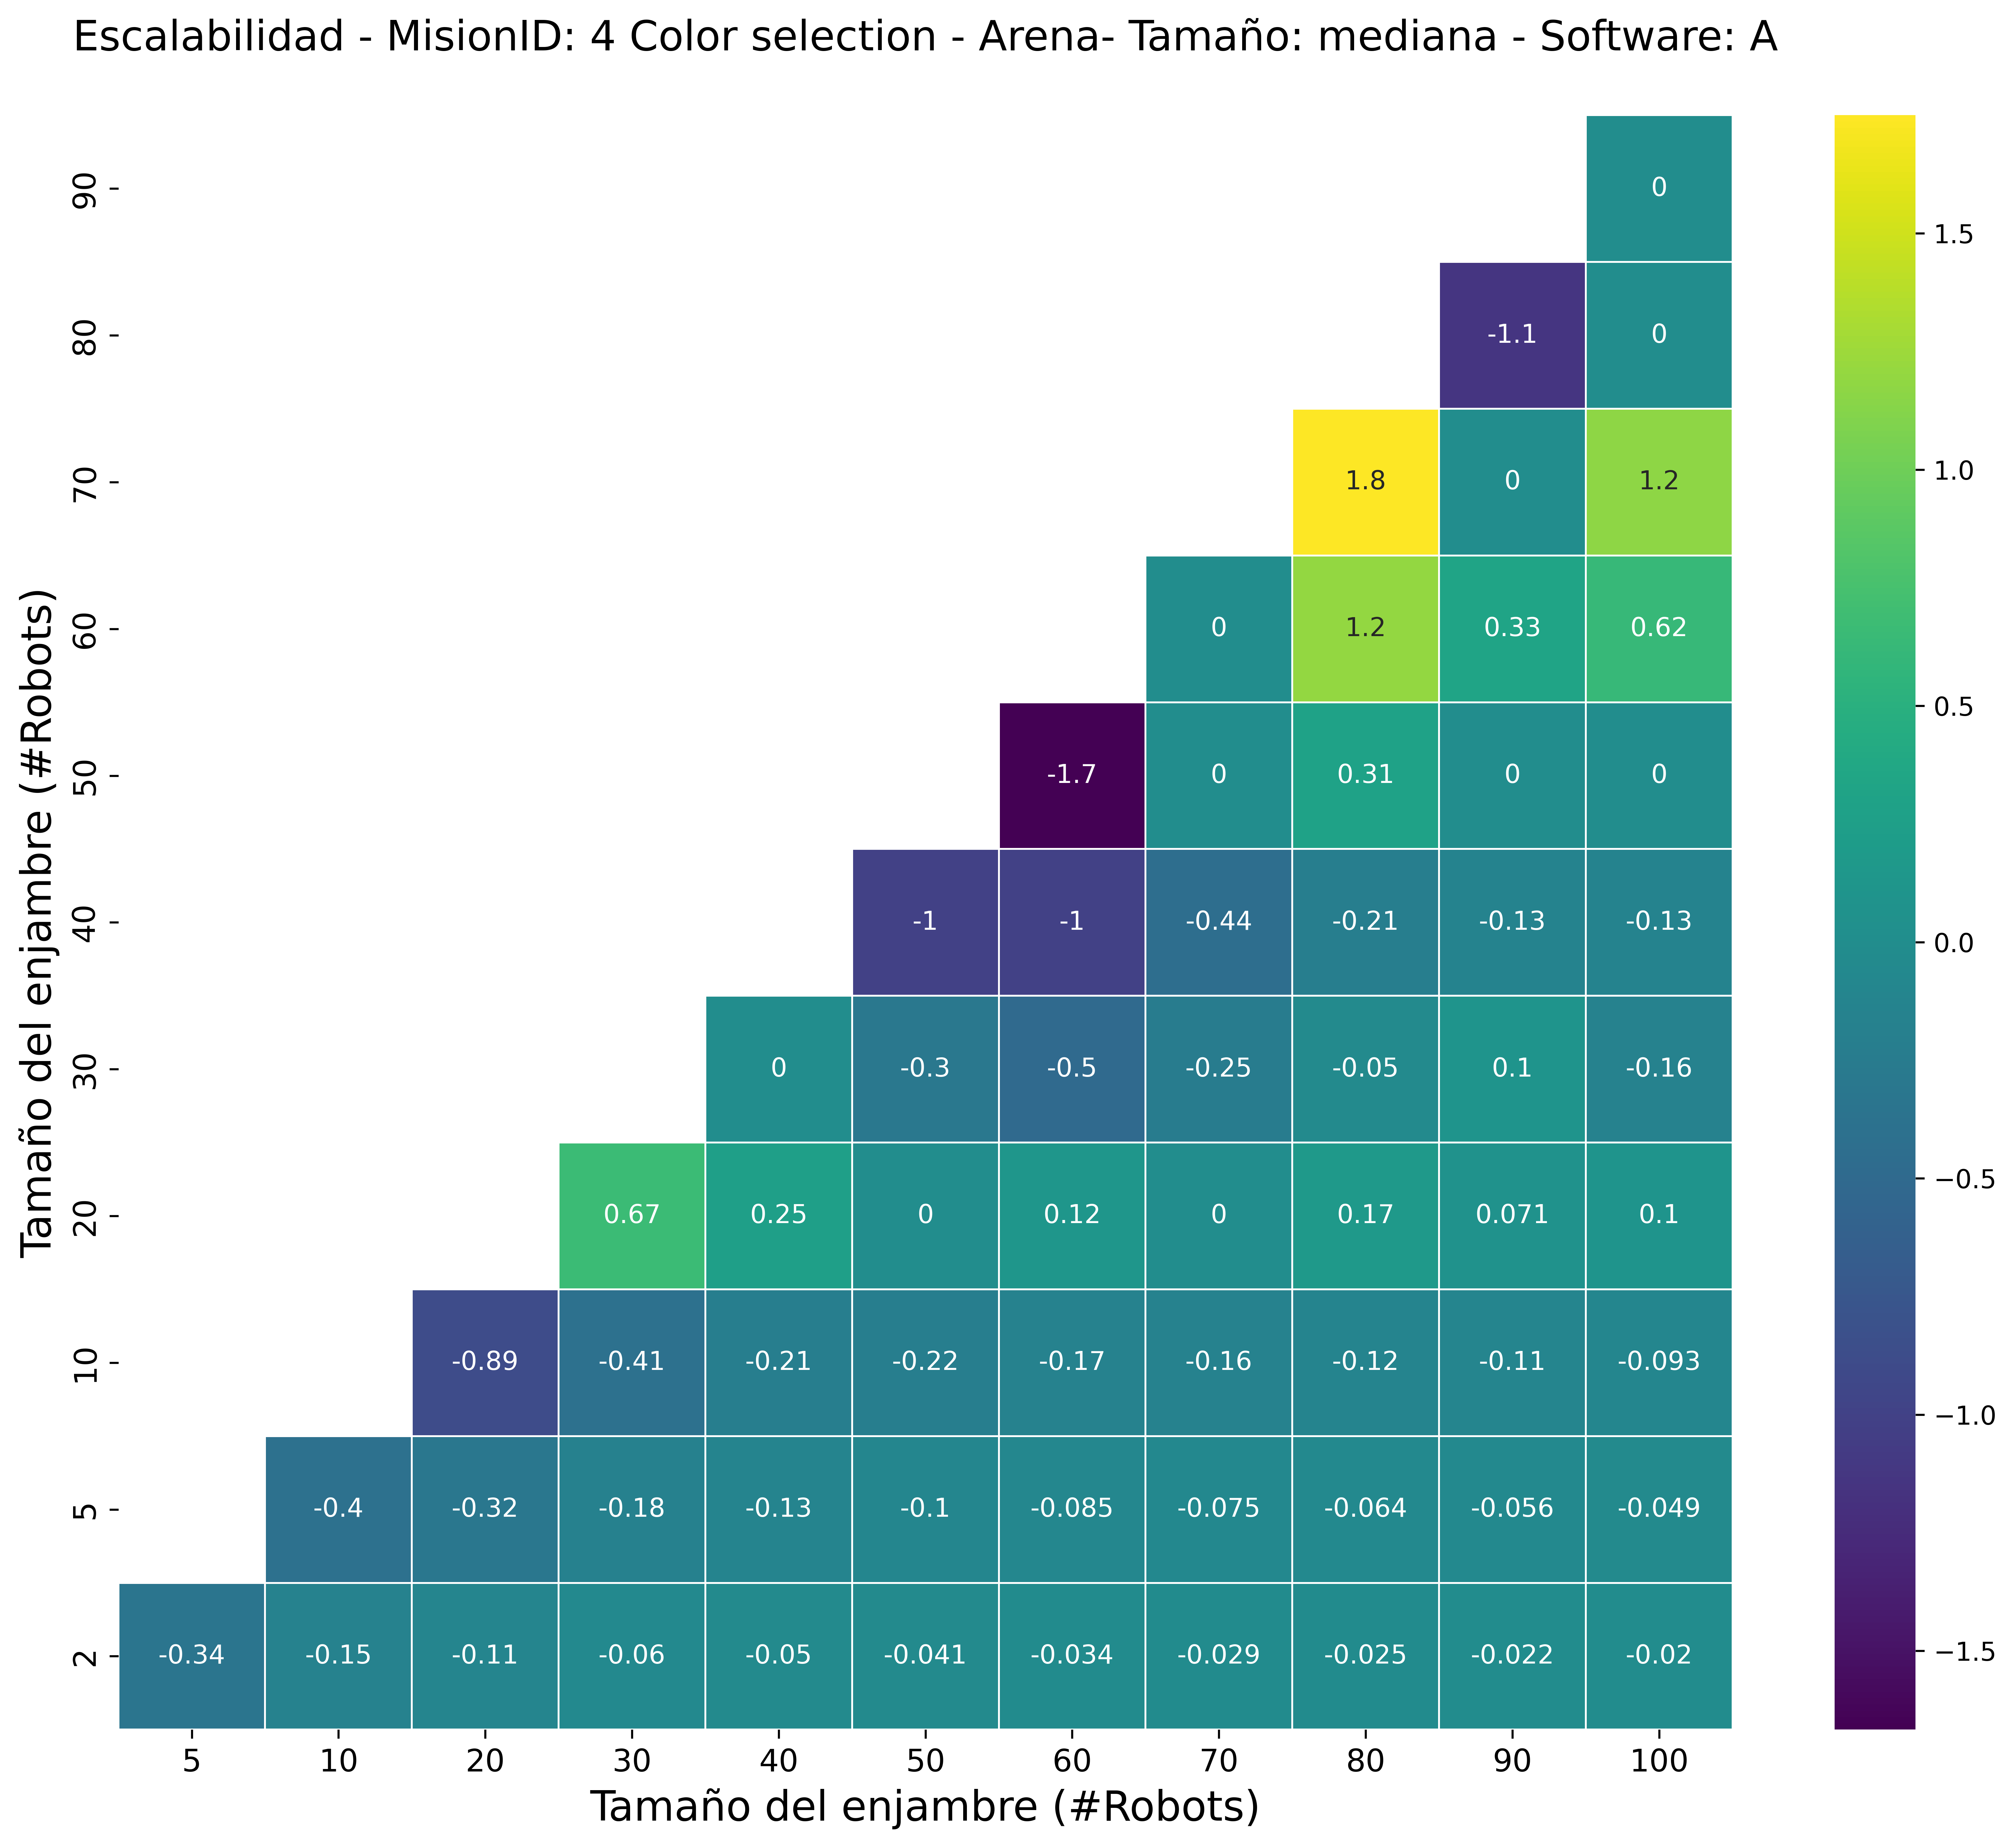 Escalabilidad - MisionID: 4 Color selection - Arena- Tamaño: mediana - Software: A
90 0
80 -1.1 0
70 1.8 0 1.2
60 0 1.2 0.33 0.62
50 -1.7 0 0.31 0 0
40 -1 -1 -0.44 -0.21 -0.13 -0.13
30 0 -0.3 -0.5 -0.25 -0.05 0.1 -0.16
20 0.67 0.25 0 0.12 0 0.17 0.071 0.1
10 -0.89 -0.41 -0.21 -0.22 -0.17 -0.16 -0.12 -0.11 -0.093
5 -0.4 -0.32 -0.18 -0.13 -0.1 -0.085 -0.075 -0.064 -0.056 -0.049
2 -0.34 -0.15 -0.11 -0.06 -0.05 -0.041 -0.034 -0.029 -0.025 -0.022 -0.02
5 10 20 30 40 50 60 70 80 90 100
Tamaño del enjambre (#Robots)
Tamaño del enjambre (#Robots)
1.5
1.0
0.5
0.0
−0.5
−1.0
−1.5